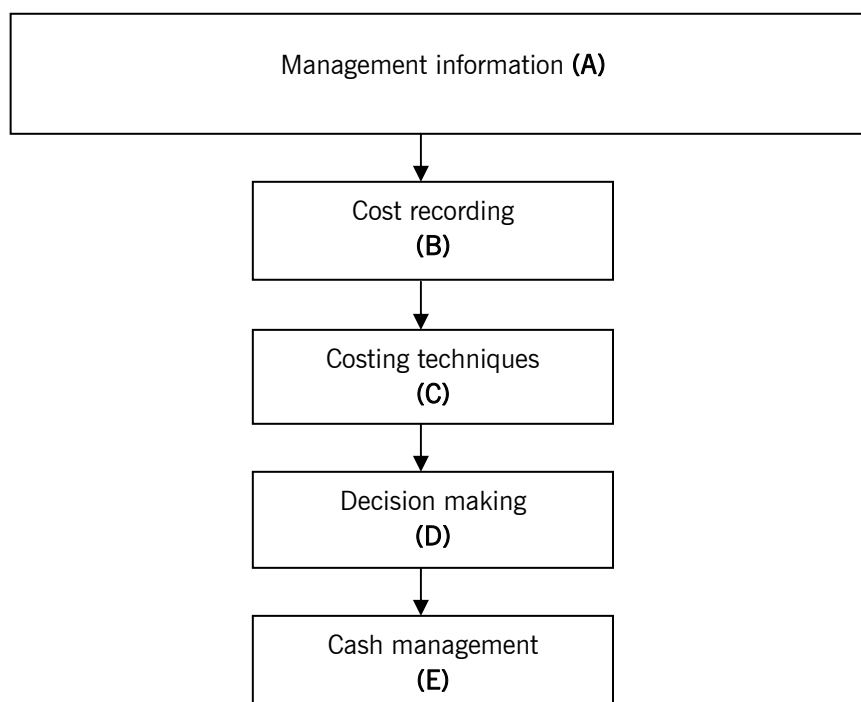 Management information (A)
Cost recording
(B)
Costing techniques
(C)
Decision making
(D)
Cash management
(E)